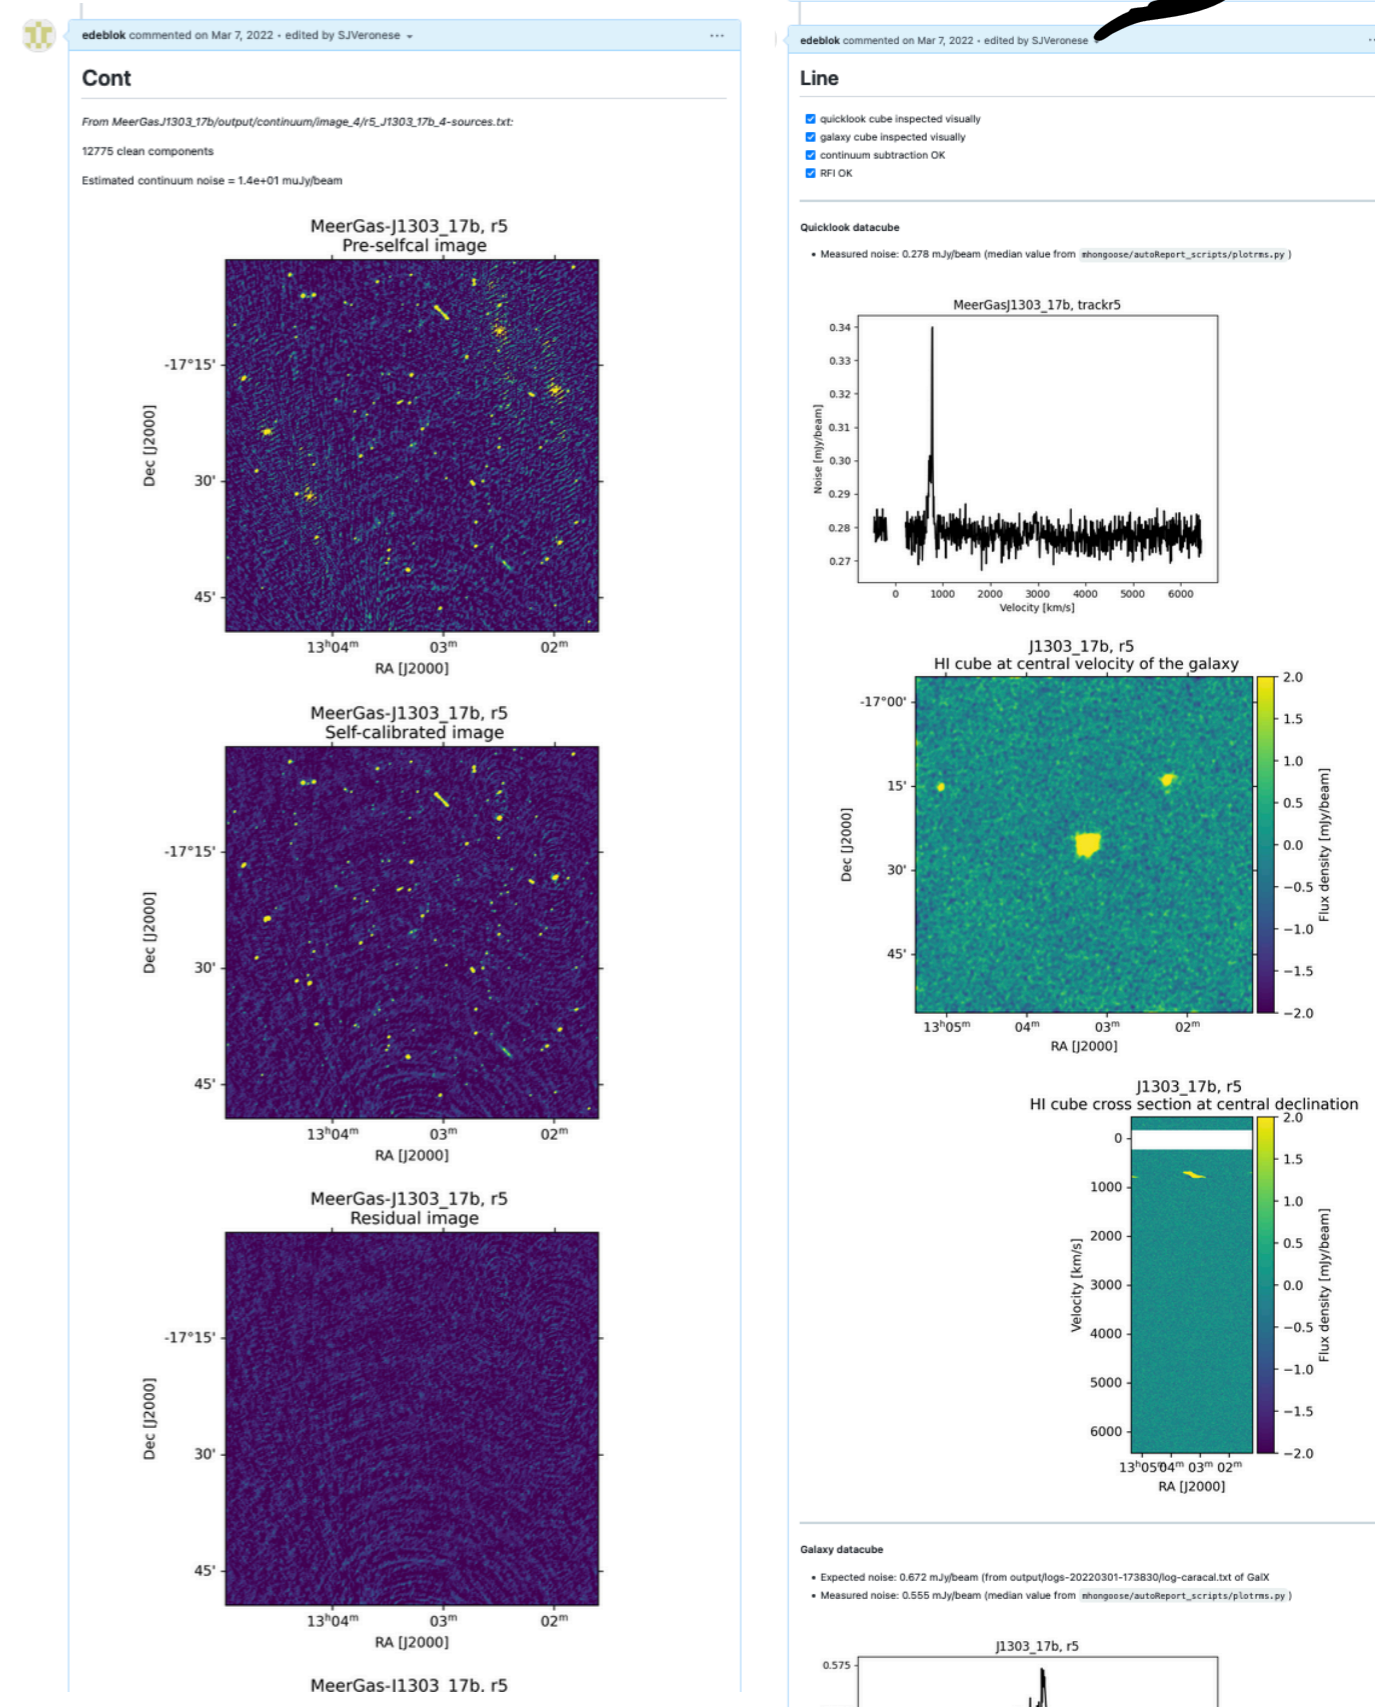 edeblok commented on Mar 7, 2022 • edited by SJVeronese
Cont
From MeerGasJ1303_17b/output/continuum/image_4/r5_J1303_17b_4-sources.txt:
12775 clean components
Estimated continuum noise = 1.4e+01 muJy/beam
MeerGas-J1303_17b, r5
Pre-selfcal image
-17°15'
30'
45'
Dec [J2000]
13h04m 03m 02m
RA [J2000]
MeerGas-J1303_17b, r5
Self-calibrated image
-17°15'
30'
45'
Dec [J2000]
13h04m 03m 02m
RA [J2000]
MeerGas-J1303_17b, r5
Residual image
-17°15'
30'
45'
Dec [J2000]
13h04m 03m 02m
RA [J2000]
MeerGas-J1303_17b, r5
edeblok commented on Mar 7, 2022 • edited by SJVeronese
Line
quicklook cube inspected visually
galaxy cube inspected visually
continuum subtraction OK
RFI OK
Quicklook datacube
• Measured noise: 0.278 mJy/beam (median value from mhongoose/autoReport_scripts/plotrms.py )
MeerGasJ1303_17b, trackr5
0.34
0.33
0.32
0.31
0.30
0.29
0.28
0.27
Noise [mJy/beam]
0 1000 2000 3000 4000 5000 6000
Velocity [km/s]
J1303_17b, r5
HI cube at central velocity of the galaxy
-17°00'
15'
30'
45'
Dec [J2000]
13h05m 04m 03m 02m
RA [J2000]
2.0
1.5
1.0
0.5
0.0
−0.5
−1.0
−1.5
−2.0
Flux density [mJy/beam]
J1303_17b, r5
HI cube cross section at central declination
0
1000
2000
3000
4000
5000
6000
Velocity [km/s]
13h05m04m 03m 02m
RA [J2000]
2.0
1.5
1.0
0.5
0.0
−0.5
−1.0
−1.5
−2.0
Flux density [mJy/beam]
Galaxy datacube
• Expected noise: 0.672 mJy/beam (from output/logs-20220301-173830/log-caracal.txt of GalX
• Measured noise: 0.555 mJy/beam (median value from mhongoose/autoReport_scripts/plotrms.py )
J1303_17b, r5
0.575